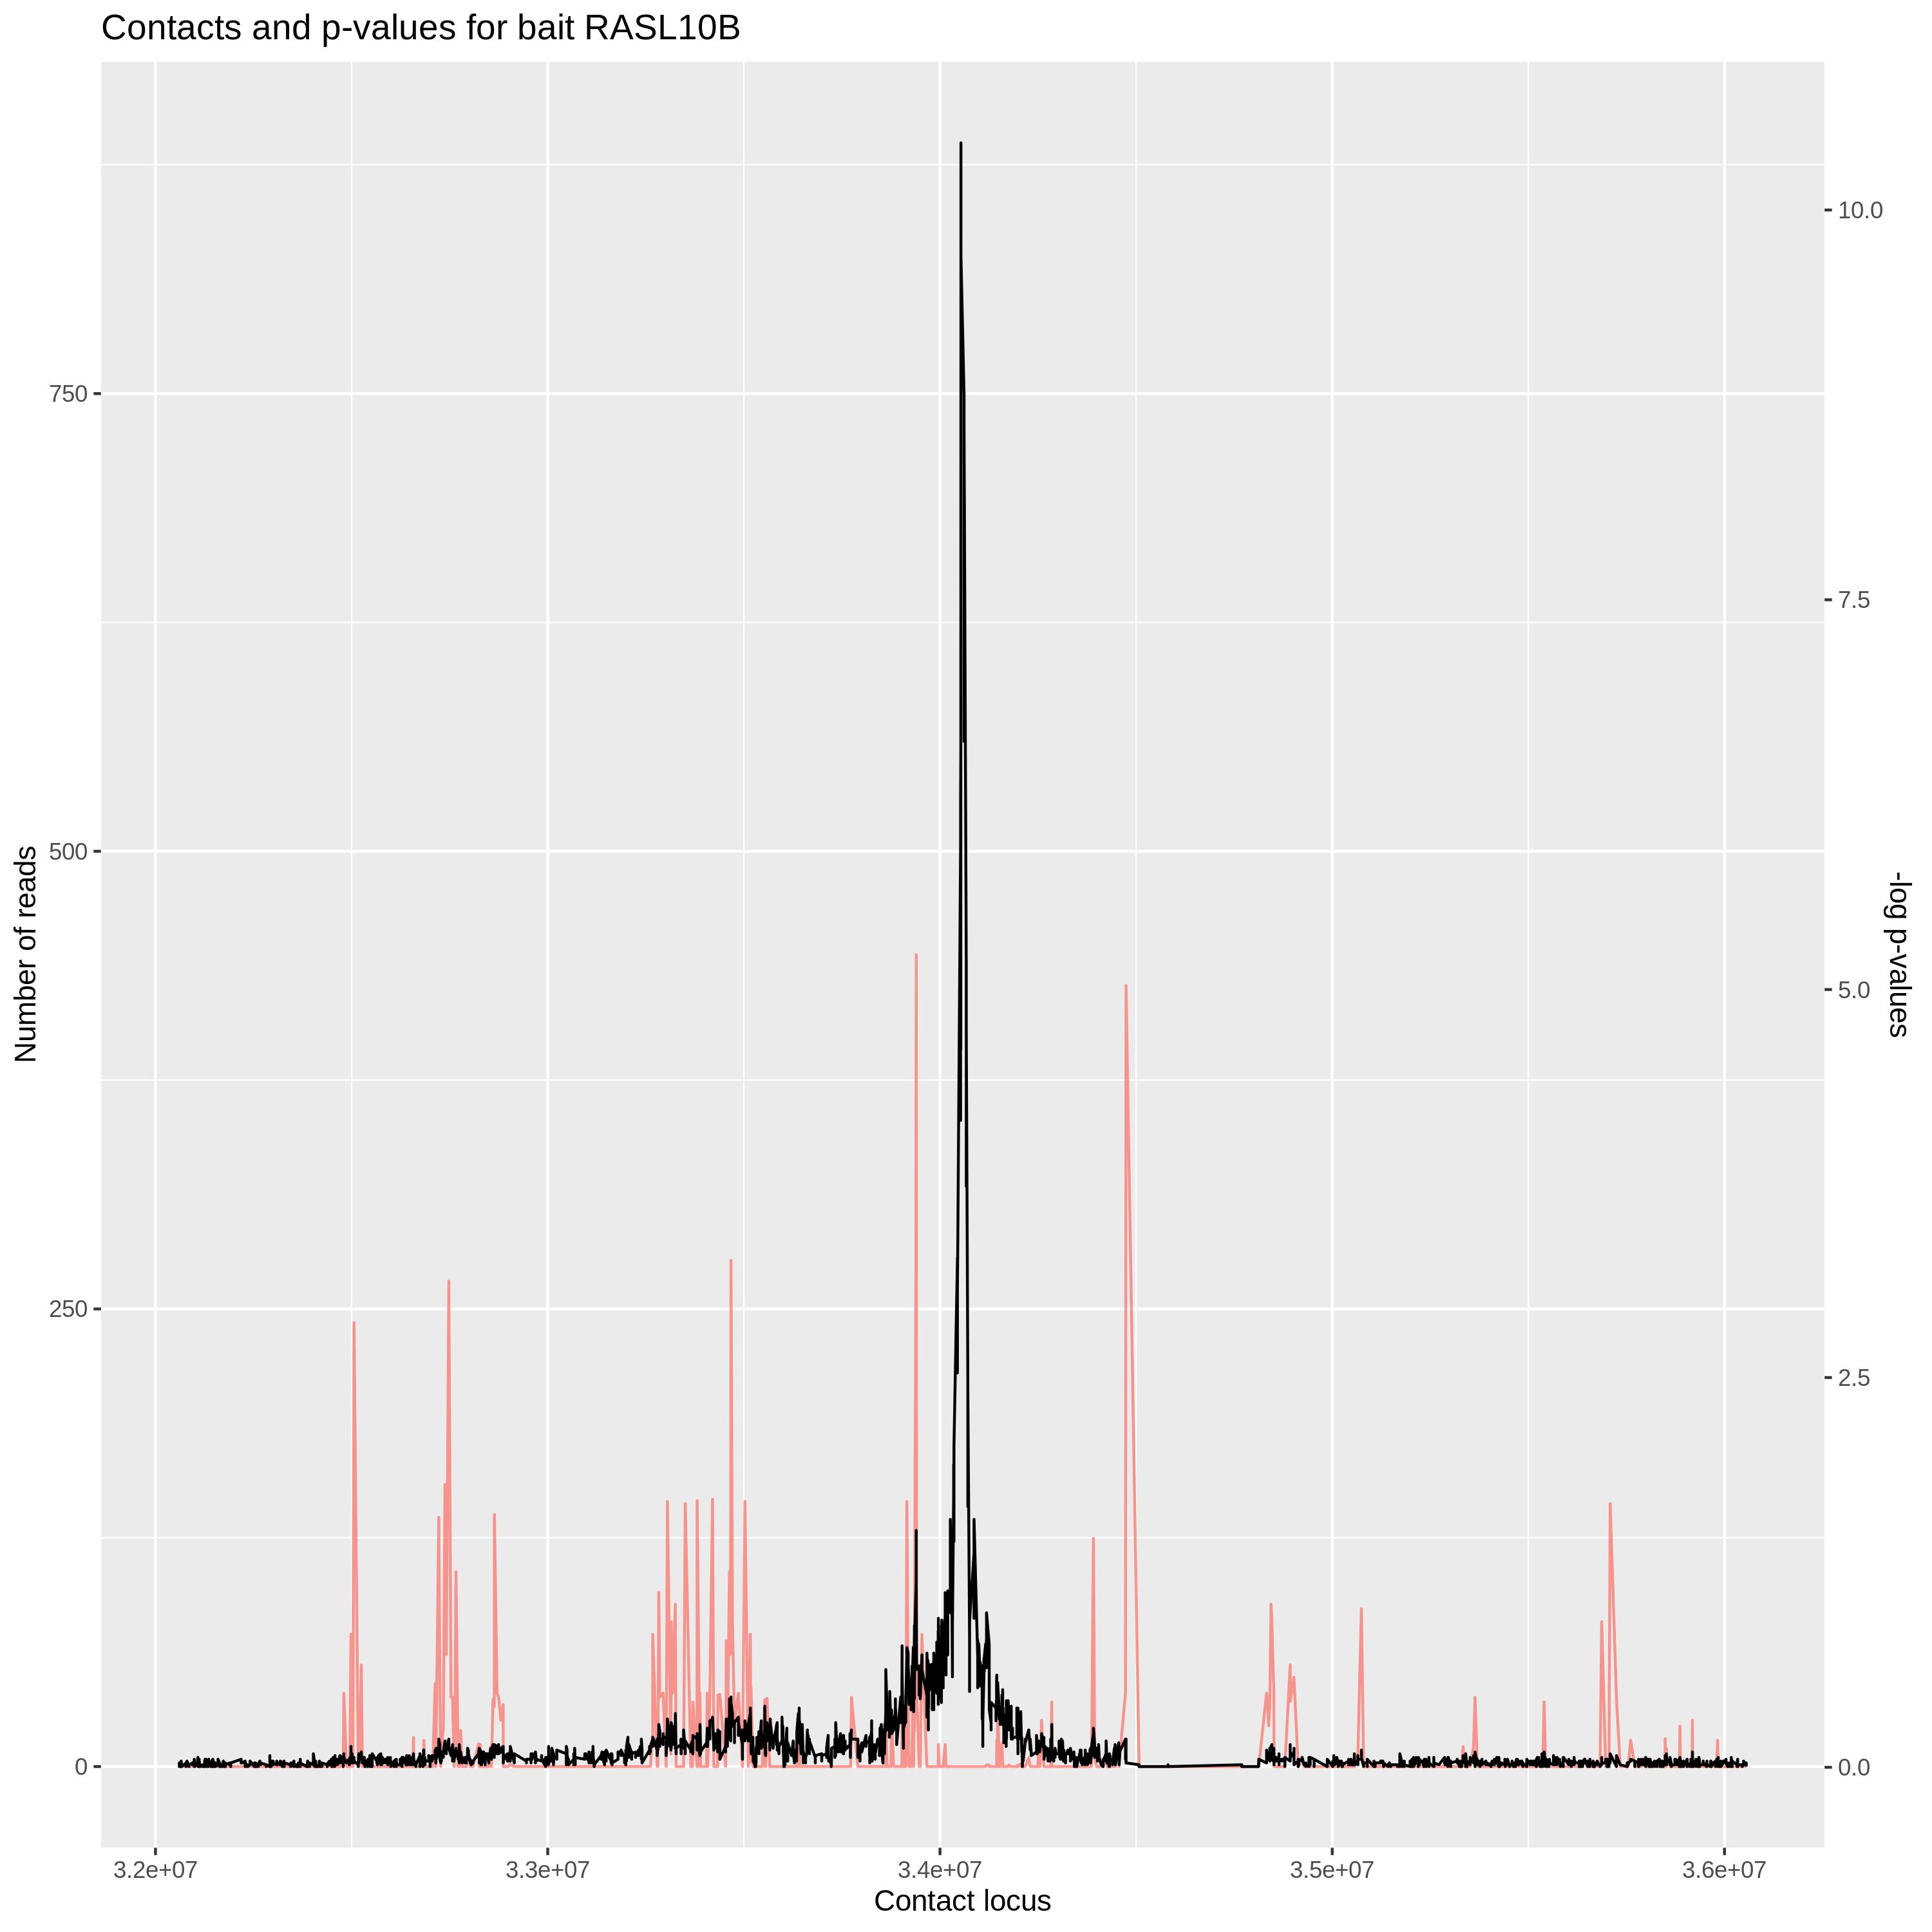 Contacts and p-values for bait RASL10B
Number of reads
750
500
250
0
10.0
7.5
5.0
2.5
0.0
-log p-values
3.2e+07
3.3e+07
3.4e+07
3.5e+07
3.6e+07
Contact locus